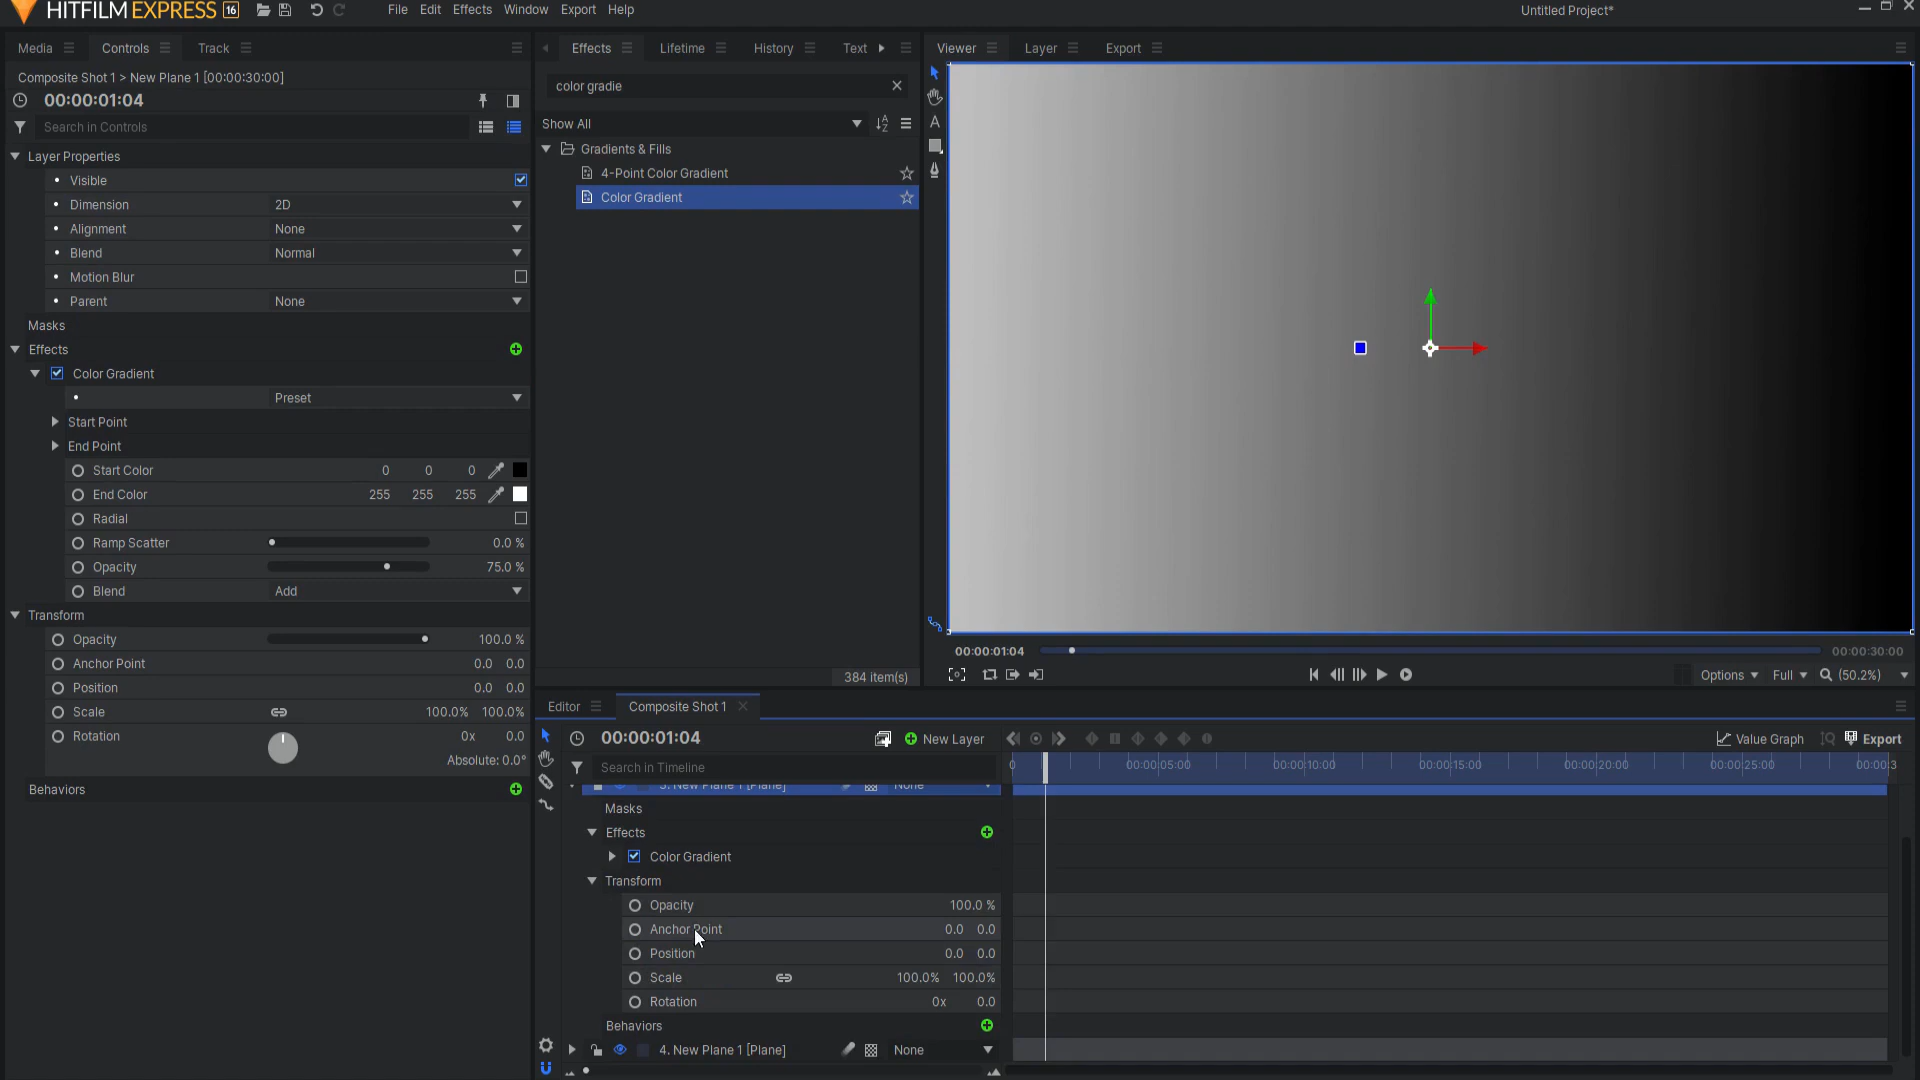 HITFILM EXPRESS 16
File Edit Effects Window Export Help
Untitled Project*
Media Controls Track
Composite Shot 1 > New Plane 1 [00:00:30:00]
00:00:01:04
Search in Controls
Layer Properties
Visible
Dimension 2D
Alignment None
Blend Normal
Motion Blur
Parent None
Masks
Effects
Color Gradient
Preset
Start Point
End Point
Start Color 0 0 0
End Color 255 255 255
Radial
Ramp Scatter 0.0 %
Opacity 75.0 %
Blend Add
Transform
Opacity 100.0 %
Anchor Point 0.0 0.0
Position 0.0 0.0
Scale 100.0% 100.0%
Rotation 0x 0.0
Absolute: 0.0°
Behaviors
Effects Lifetime History Text
color gradie
Show All
Gradients & Fills
4-Point Color Gradient
Color Gradient
384 item(s)
Viewer Layer Export
00:00:01:04 00:00:30:00
Options Full (50.2%)
Editor Composite Shot 1
00:00:01:04 New Layer Value Graph Export
Search in Timeline
0 00:00:05:00 00:00:10:00 00:00:15:00 00:00:20:00 00:00:25:00 00:00:3
3. New Plane 1 [Plane] None
Masks
Effects
Color Gradient
Transform
Opacity 100.0 %
Anchor Point 0.0 0.0
Position 0.0 0.0
Scale 100.0% 100.0%
Rotation 0x 0.0
Behaviors
4. New Plane 1 [Plane] None